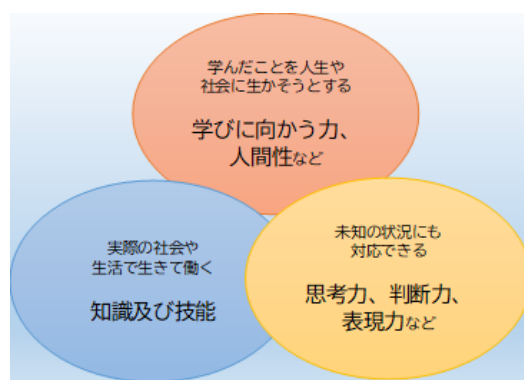 学んだことを人生や
社会に生かそうとする
学びに向かう力、
人間性など
実際の社会や
生活で生きて働く
知識及び技能
未知の状況にも
対応できる
思考力、判断力、
表現力など